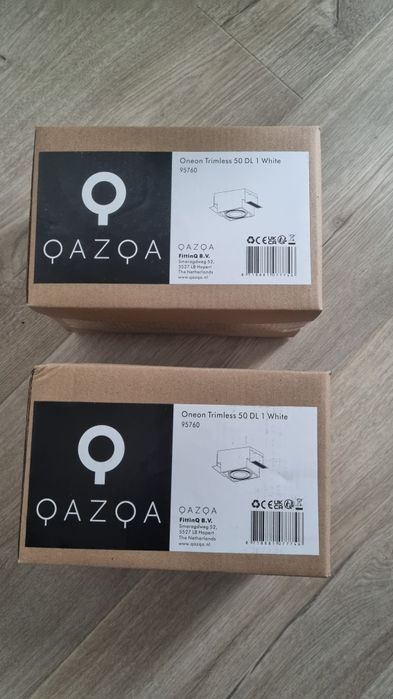 QAZQA
Oneon Trimless 50 DL 1 White
95760
QAZQA
FittinQ B.V.
Smaragdweg 52,
5527 LB Hapert
The Netherlands
www.qazqa.nl
QAZQA
Oneon Trimless 50 DL 1 White
95760
QAZQA
FittinQ B.V.
Smaragdweg 52,
5527 LB Hapert
The Netherlands
www.qazqa.nl